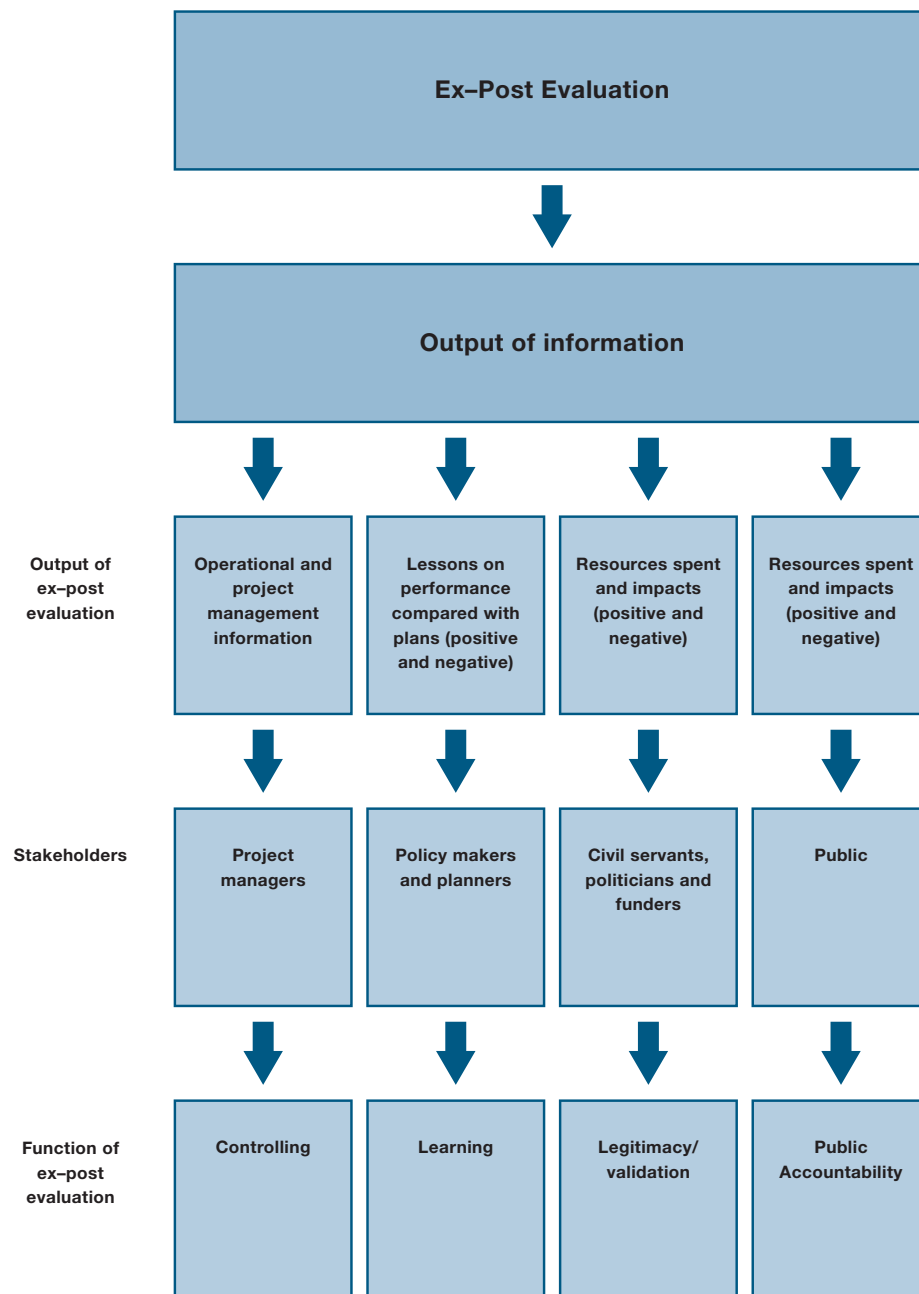 Ex–Post Evaluation
Output of information
Output of
ex–post
evaluation
Operational and
project
management
information
Lessons on
performance
compared with
plans (positive
and negative)
Resources spent
and impacts
(positive and
negative)
Resources spent
and impacts
(positive and
negative)
Stakeholders
Project
managers
Policy makers
and planners
Civil servants,
politicians and
funders
Public
Function of
ex–post
evaluation
Controlling
Learning
Legitimacy/
validation
Public
Accountability